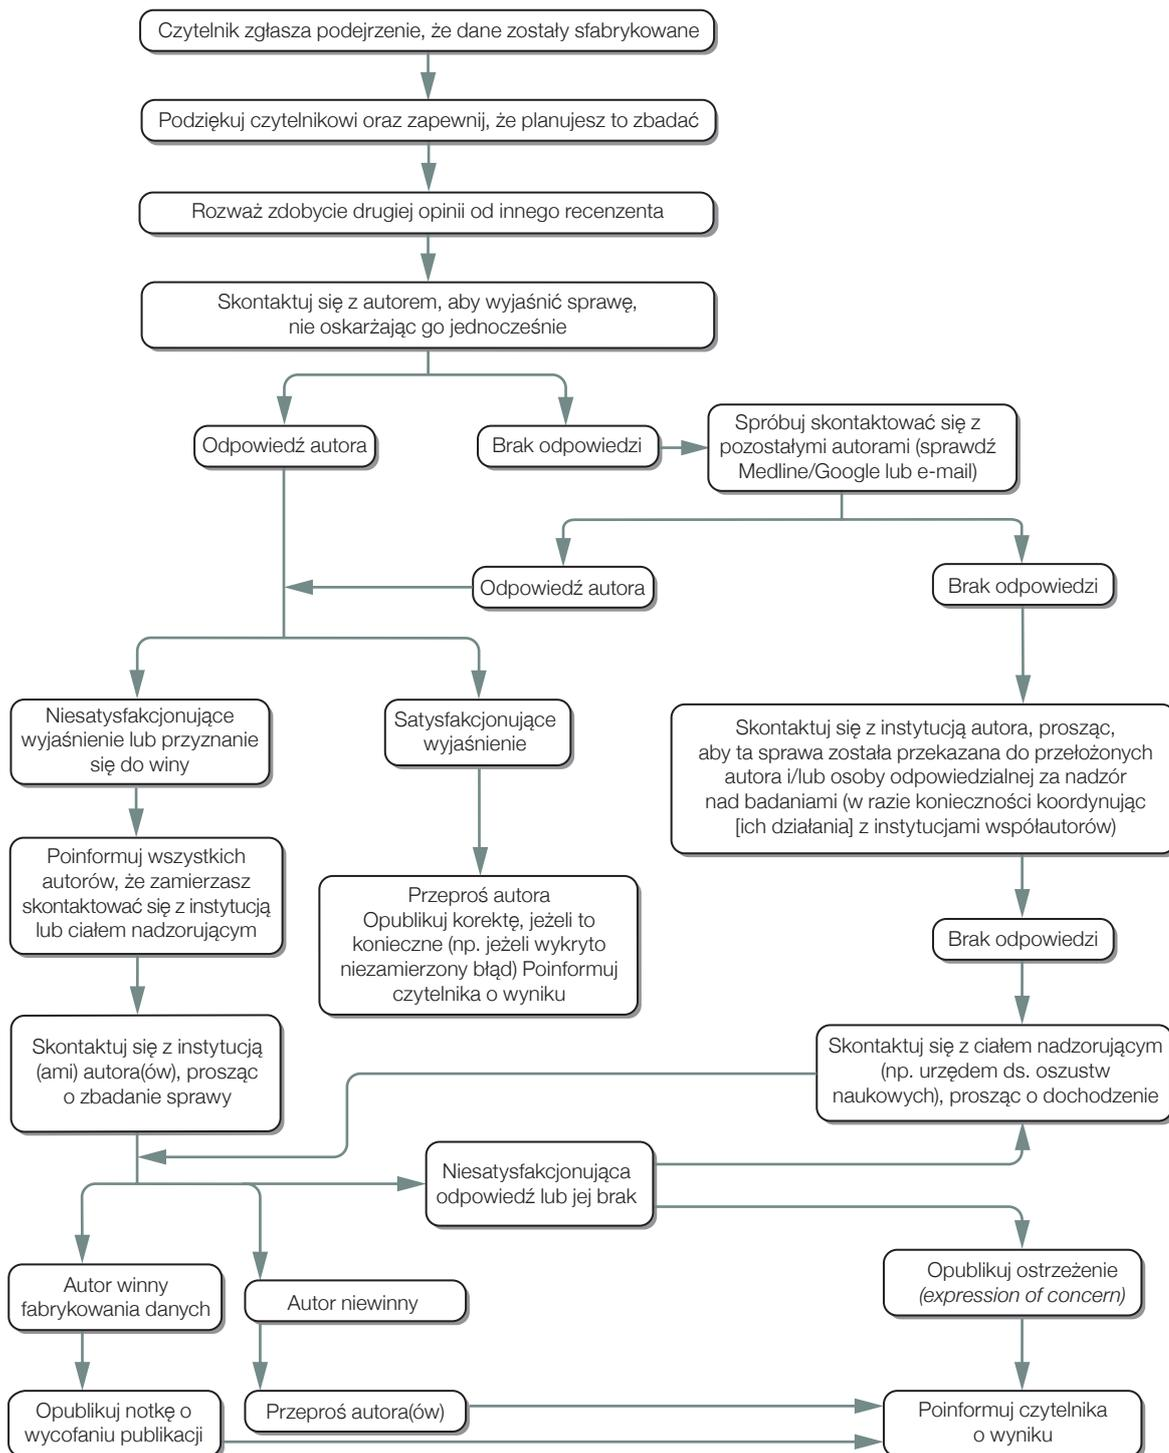 Czytelnik zgłasza podejrzenie, że dane zostały sfabrykowane
Podziękuj czytelnikowi oraz zapewnij, że planujesz to zbadać
Rozważ zdobycie drugiej opinii od innego recenzenta
Skontaktuj się z autorem, aby wyjaśnić sprawę,
nie oskarżając go jednocześnie
Odpowiedź autora
Brak odpowiedzi
Spróbuj skontaktować się z
pozostałymi autorami (sprawdź
Medline/Google lub e-mail)
Odpowiedź autora
Brak odpowiedzi
Niesatysfakcjonujące
wyjaśnienie lub przyznanie
się do winy
Satysfakcjonujące
wyjaśnienie
Skontaktuj się z instytucją autora, prosząc,
aby ta sprawa została przekazana do przełożonych
autora i/lub osoby odpowiedzialnej za nadzór
nad badaniami (w razie konieczności koordynując
[ich działania] z instytucjami współautorów)
Poinformuj wszystkich
autorów, że zamierzasz
skontaktować się z instytucją
lub ciałem nadzorującym
Przeproś autora
Opublikuj korektę, jeżeli to
konieczne (np. jeżeli wykryto
niezamierzony błąd) Poinformuj
czytelnika o wyniku
Brak odpowiedzi
Skontaktuj się z instytucją
(ami) autora(ów), prosząc
o zbadanie sprawy
Skontaktuj się z ciałem nadzorującym
(np. urzędem ds. oszustw
naukowych), prosząc o dochodzenie
Niesatysfakcjonująca
odpowiedź lub jej brak
Autor winny
fabrykowania danych
Autor niewinny
Opublikuj ostrzeżenie
(expression of concern)
Opublikuj notkę o
wycofaniu publikacji
Przeproś autora(ów)
Poinformuj czytelnika
o wyniku